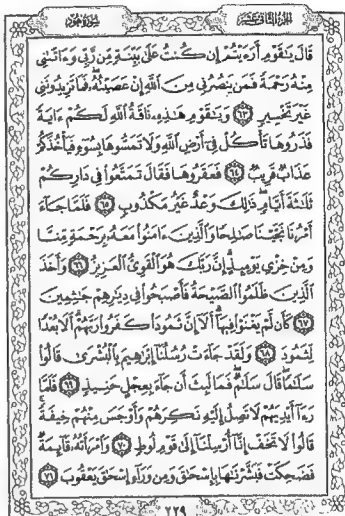 الجزء الثاني عشر سورة هود
قَالَ يَـٰقَوْمِ أَرَءَيْتُمْ إِن كُنتُ عَلَىٰ بَيِّنَةٍ مِّن رَّبِّى وَءَاتَىٰنِى
مِنْهُ رَحْمَةً فَمَن يَنصُرُنِى مِنَ ٱللَّهِ إِنْ عَصَيْتُهُۥ فَمَا تَزِيدُونَنِى
غَيْرَ تَخْسِيرٍ ٦٣ وَيَـٰقَوْمِ هَـٰذِهِۦ نَاقَةُ ٱللَّهِ لَكُمْ ءَايَةً
فَذَرُوهَا تَأْكُلْ فِىٓ أَرْضِ ٱللَّهِ وَلَا تَمَسُّوهَا بِسُوٓءٍ فَيَأْخُذَكُمْ
عَذَابٌ قَرِيبٌ ٦٤ فَعَقَرُوهَا فَقَالَ تَمَتَّعُوا۟ فِى دَارِكُمْ
ثَلَـٰثَةَ أَيَّامٍ ذَٰلِكَ وَعْدٌ غَيْرُ مَكْذُوبٍ ٦٥ فَلَمَّا جَآءَ
أَمْرُنَا نَجَّيْنَا صَـٰلِحًا وَٱلَّذِينَ ءَامَنُوا۟ مَعَهُۥ بِرَحْمَةٍ مِّنَّا
وَمِنْ خِزْىِ يَوْمِئِذٍ إِنَّ رَبَّكَ هُوَ ٱلْقَوِىُّ ٱلْعَزِيزُ ٦٦ وَأَخَذَ
ٱلَّذِينَ ظَلَمُوا۟ ٱلصَّيْحَةُ فَأَصْبَحُوا۟ فِى دِيَـٰرِهِمْ جَـٰثِمِينَ
٦٧ كَأَن لَّمْ يَغْنَوْا۟ فِيهَآ أَلَآ إِنَّ ثَمُودَا۟ كَفَرُوا۟ رَبَّهُمْ أَلَا بُعْدًا
لِّثَمُودَ ٦٨ وَلَقَدْ جَآءَتْ رُسُلُنَآ إِبْرَٰهِيمَ بِٱلْبُشْرَىٰ قَالُوا۟
سَلَـٰمًا قَالَ سَلَـٰمٌ فَمَا لَبِثَ أَن جَآءَ بِعِجْلٍ حَنِيذٍ ٦٩ فَلَمَّا
رَءَآ أَيْدِيَهُمْ لَا تَصِلُ إِلَيْهِ نَكِرَهُمْ وَأَوْجَسَ مِنْهُمْ خِيفَةً
قَالُوا۟ لَا تَخَفْ إِنَّآ أُرْسِلْنَآ إِلَىٰ قَوْمِ لُوطٍ ٧٠ وَٱمْرَأَتُهُۥ قَآئِمَةٌ
فَضَحِكَتْ فَبَشَّرْنَـٰهَا بِإِسْحَـٰقَ وَمِن وَرَآءِ إِسْحَـٰقَ يَعْقُوبَ ٧١
٢٢٩